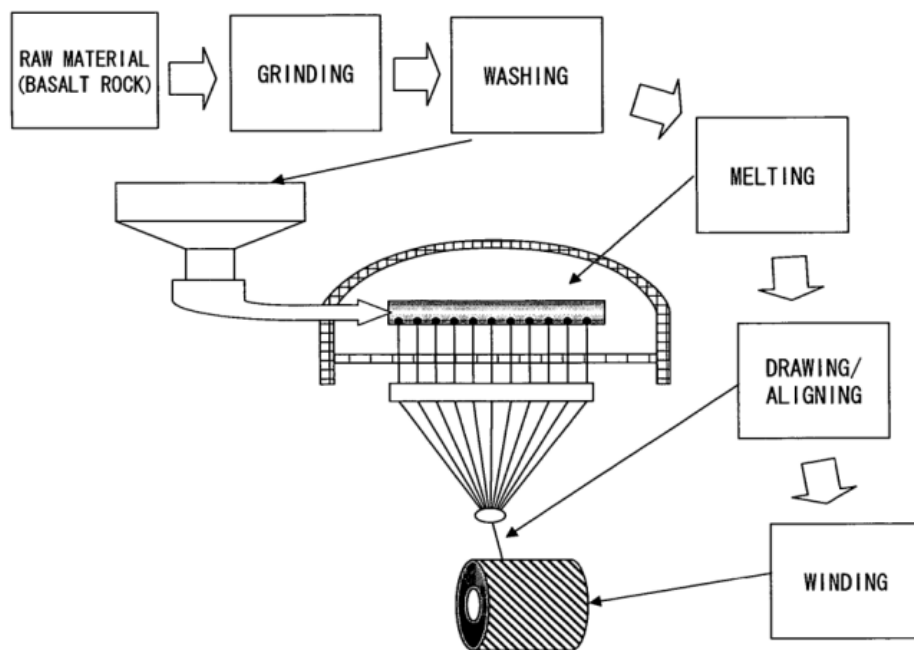 RAW MATERIAL
(BASALT ROCK)
GRINDING
WASHING
MELTING
DRAWING/
ALIGNING
WINDING